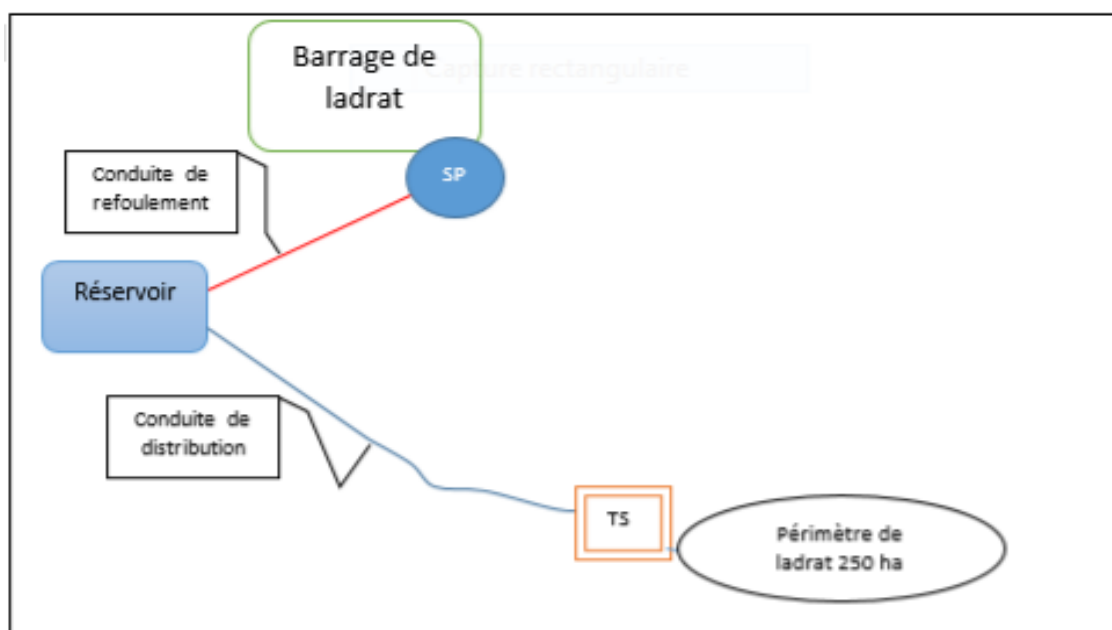 Barrage de
ladrat
Capture rectangulaire
SP
Conduite de
refoulement
Réservoir
Conduite de
distribution
TS
Périmètre de
ladrat 250 ha